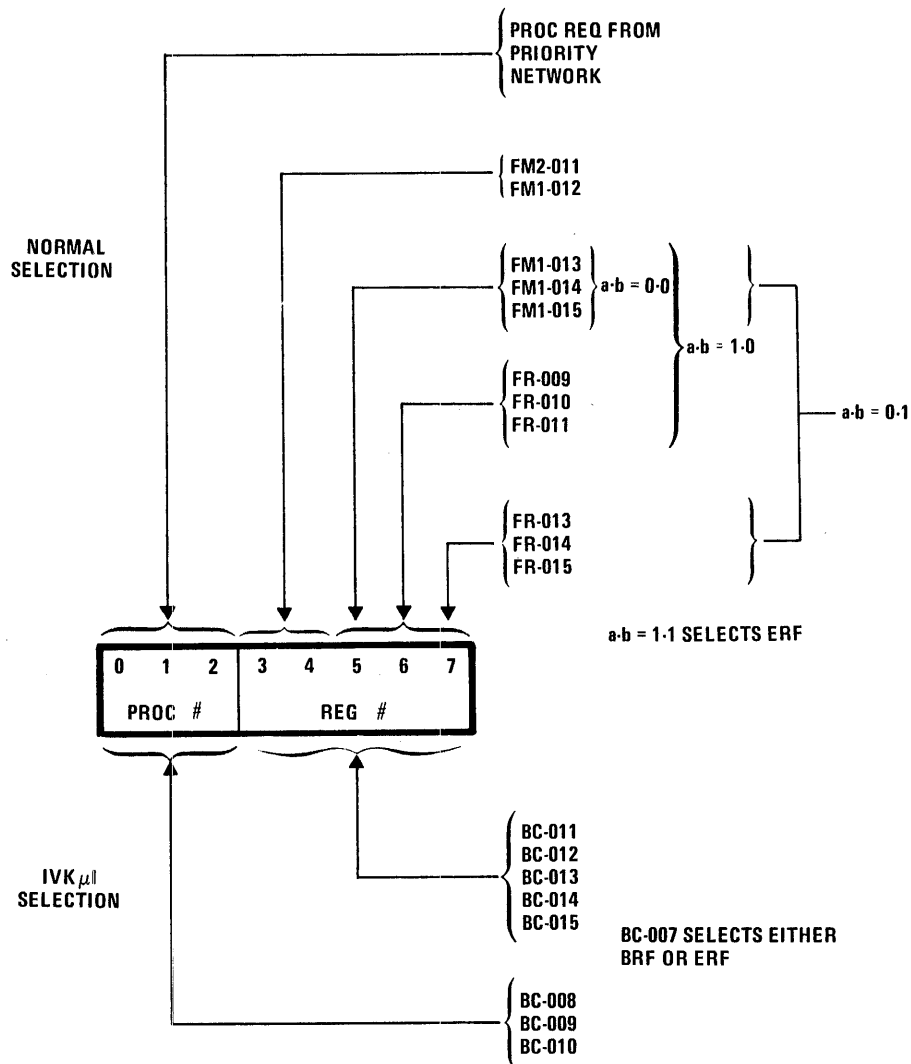 PROC REQ FROM
PRIORITY
NETWORK
FM2-011
FM1-012
NORMAL
SELECTION
FM1-013
FM1-014
FM1-015
a·b = 0·0
a·b = 1·0
FR-009
FR-010
FR-011
a·b = 0·1
FR-013
FR-014
FR-015
a·b = 1·1 SELECTS ERF
0 1 2 3 4 5 6 7
PROC # REG #
BC-011
BC-012
BC-013
BC-014
BC-015
IVK μI
SELECTION
BC-007 SELECTS EITHER
BRF OR ERF
BC-008
BC-009
BC-010